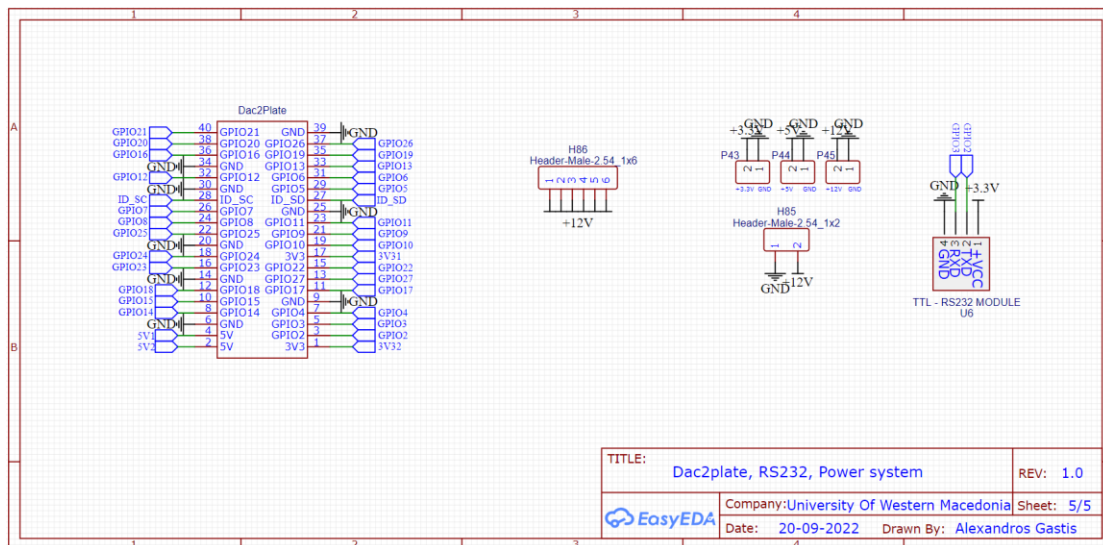 1 2 3 4
A
B
Dac2Plate
GPIO21 40 GPIO21 GND 39 GND
GPIO20 38 GPIO20 GPIO26 37 GPIO26
GPIO16 36 GPIO16 GPIO19 35 GPIO19
GND 34 GND GPIO13 33 GPIO13
GPIO12 32 GPIO12 GPIO6 31 GPIO6
GND 30 GND GPIO5 29 GPIO5
ID_SC 28 ID_SC ID_SD 27 ID_SD
GPIO7 26 GPIO7 GND 25 GND
GPIO8 24 GPIO8 GPIO11 23 GPIO11
GPIO25 22 GPIO25 GPIO9 21 GPIO9
GND 20 GND GPIO10 19 GPIO10
GPIO24 18 GPIO24 3V3 17 3V31
GPIO23 16 GPIO23 GPIO22 15 GPIO22
GND 14 GND GPIO27 13 GPIO27
GPIO18 12 GPIO18 GPIO17 11 GPIO17
GPIO15 10 GPIO15 GND 9 GND
GPIO14 8 GPIO14 GPIO4 7 GPIO4
GND 6 GND GPIO3 5 GPIO3
5V1 4 5V GPIO2 3 GPIO2
5V2 2 5V 3V3 1 3V32
H86
Header-Male-2.54_1x6
1 2 3 4 5 6
+12V
GND GND GND
+3.3V +5V +12V
P43 P44 P45
2 1 2 1 2 1
+3.3V GND +5V GND +12V GND
H85
Header-Male-2.54_1x2
1 2
GND +12V
GPIO3 GPIO2
GND +3.3V
4 3 2 1
GND RXD TXD +VCC
TTL - RS232 MODULE
U6
TITLE:
Dac2plate, RS232, Power system
REV: 1.0
EasyEDA
Company: University Of Western Macedonia Sheet: 5/5
Date: 20-09-2022 Drawn By: Alexandros Gastis
1 2 3 4